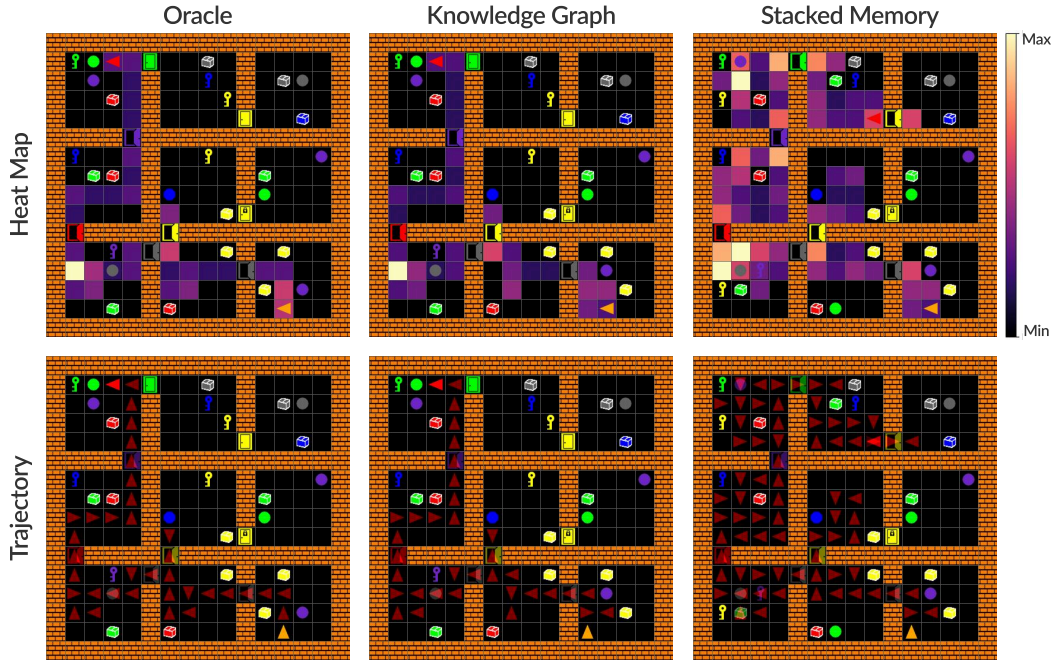 Oracle
Knowledge Graph
Stacked Memory
Heat Map
Max
Min
Trajectory